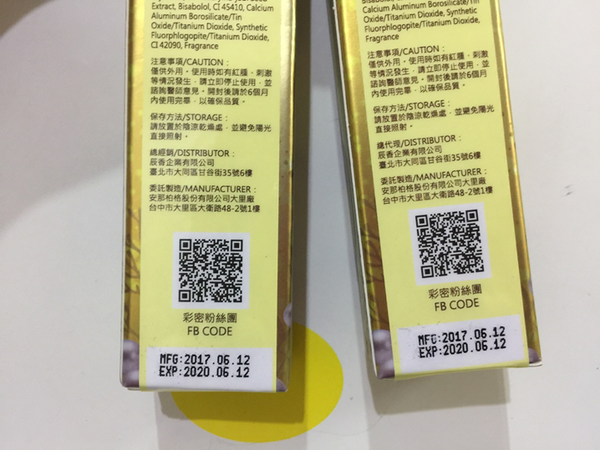 Extract, Bisabolol, CI 45410, Calcium
Aluminum Borosilicate/Tin
Oxide/Titanium Dioxide, Synthetic
Fluorphlogopite/Titanium Dioxide,
CI 42090, Fragrance
注意事項/CAUTION：
僅供外用。使用時如有紅腫，刺激
等情況發生，請立即停止使用，並
諮詢醫師意見。開封後請於6個月
內使用完畢，以確保品質。
保存方法/STORAGE：
請放置於陰涼乾燥處，並避免陽光
直接照射。
總經銷/DISTRIBUTOR：
辰香企業有限公司
臺北市大同區甘谷街35號6樓
委託製造/MANUFACTURER：
安那柏格股份有限公司大里廠
台中市大里區大衛路48-2號1樓
彩密粉絲團
FB CODE
MFG:2017.06.12
EXP:2020.06.12
Bisabolol, CI 45410, Calcium
Aluminum Borosilicate/Tin
Oxide/Titanium Dioxide, Synthetic
Fluorphlogopite/Titanium Dioxide,
Fragrance
注意事項/CAUTION：
僅供外用。使用時如有紅腫，刺激
等情況發生，請立即停止使用，並
諮詢醫師意見。開封後請於6個月
內使用完畢，以確保品質。
保存方法/STORAGE：
請放置於陰涼乾燥處，並避免陽光
直接照射。
總代理/DISTRIBUTOR：
辰香企業有限公司
臺北市大同區甘谷街35號6樓
委託製造/MANUFACTURER：
安那柏格股份有限公司大里廠
台中市大里區大衛路48-2號1樓
彩密粉絲團
FB CODE
MFG:2017.06.12
EXP:2020.06.12